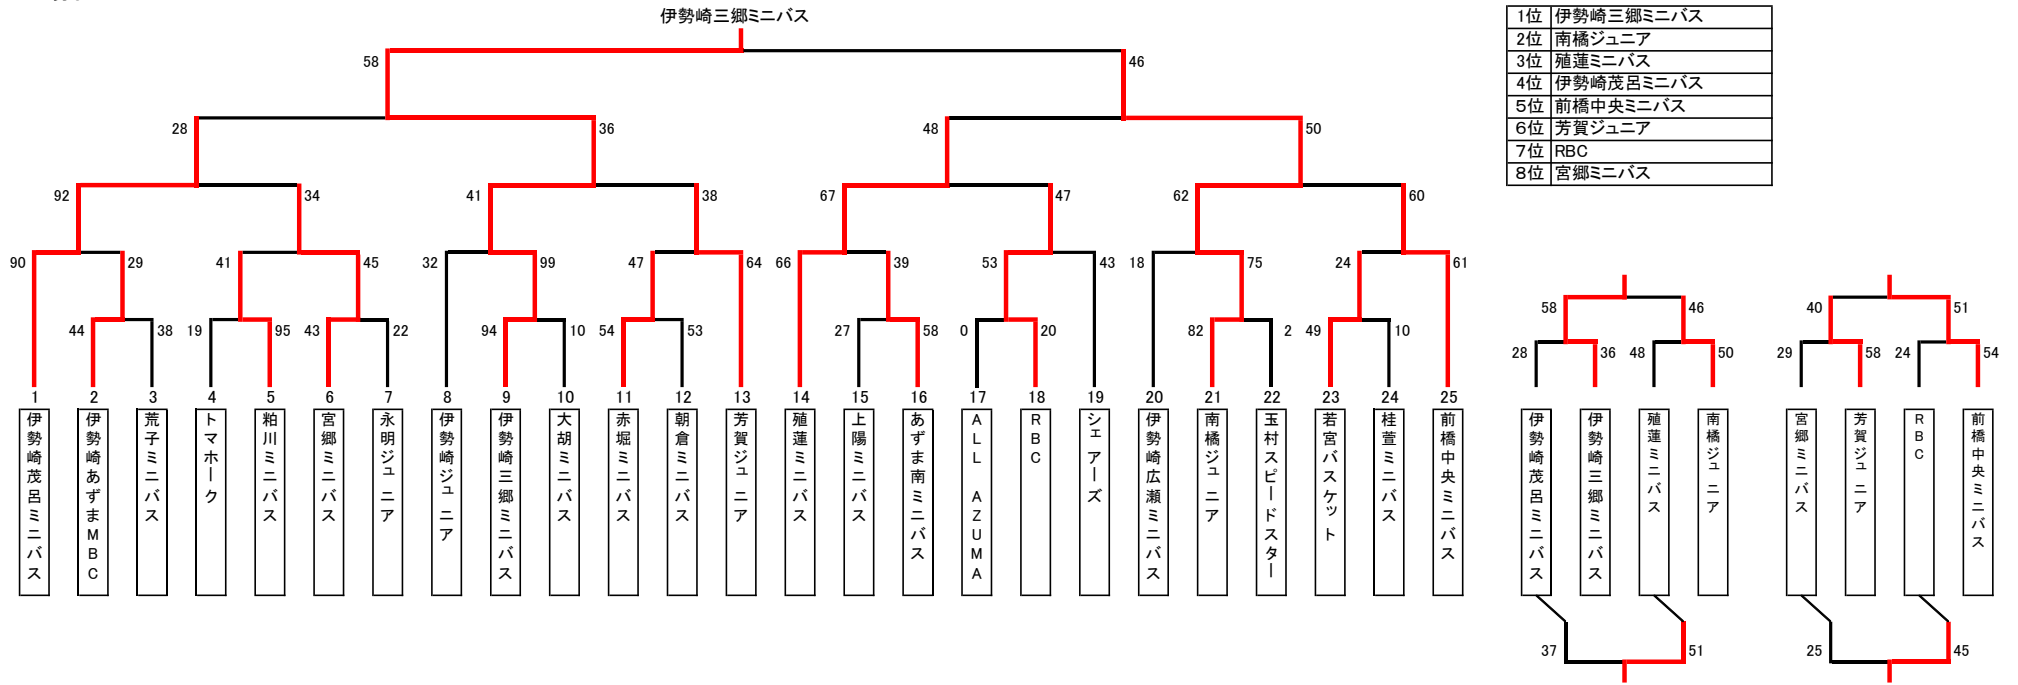 伊勢崎三郷ミニバス
1位 伊勢崎三郷ミニバス
2位 南橘ジュニア
3位 殖蓮ミニバス
4位 伊勢崎茂呂ミニバス
5位 前橋中央ミニバス
6位 芳賀ジュニア
7位 RBC
8位 宮郷ミニバス
58 46
28 36 48 50
92 34 41 38 67 47 62 60
90 29 41 45 32 99 47 64 66 39 53 43 18 75 24 61
44 38 19 95 43 22 94 10 54 53 27 58 0 20 82 2 49 10
1 2 3 4 5 6 7 8 9 10 11 12 13 14 15 16 17 18 19 20 21 22 23 24 25
伊勢崎茂呂ミニバス
伊勢崎あずまMBC
荒子ミニバス
トマホーク
粕川ミニバス
宮郷ミニバス
永明ジュニア
伊勢崎ジュニア
伊勢崎三郷ミニバス
大胡ミニバス
赤堀ミニバス
朝倉ミニバス
芳賀ジュニア
殖蓮ミニバス
上陽ミニバス
あずま南ミニバス
ALL AZUMA
RBC
シェアーズ
伊勢崎広瀬ミニバス
南橘ジュニア
玉村スピードスター
若宮バスケット
桂萱ミニバス
前橋中央ミニバス
58 46
28 36 48 50
伊勢崎茂呂ミニバス
伊勢崎三郷ミニバス
殖蓮ミニバス
南橘ジュニア
37 51
40 51
29 58 24 54
宮郷ミニバス
芳賀ジュニア
RBC
前橋中央ミニバス
25 45